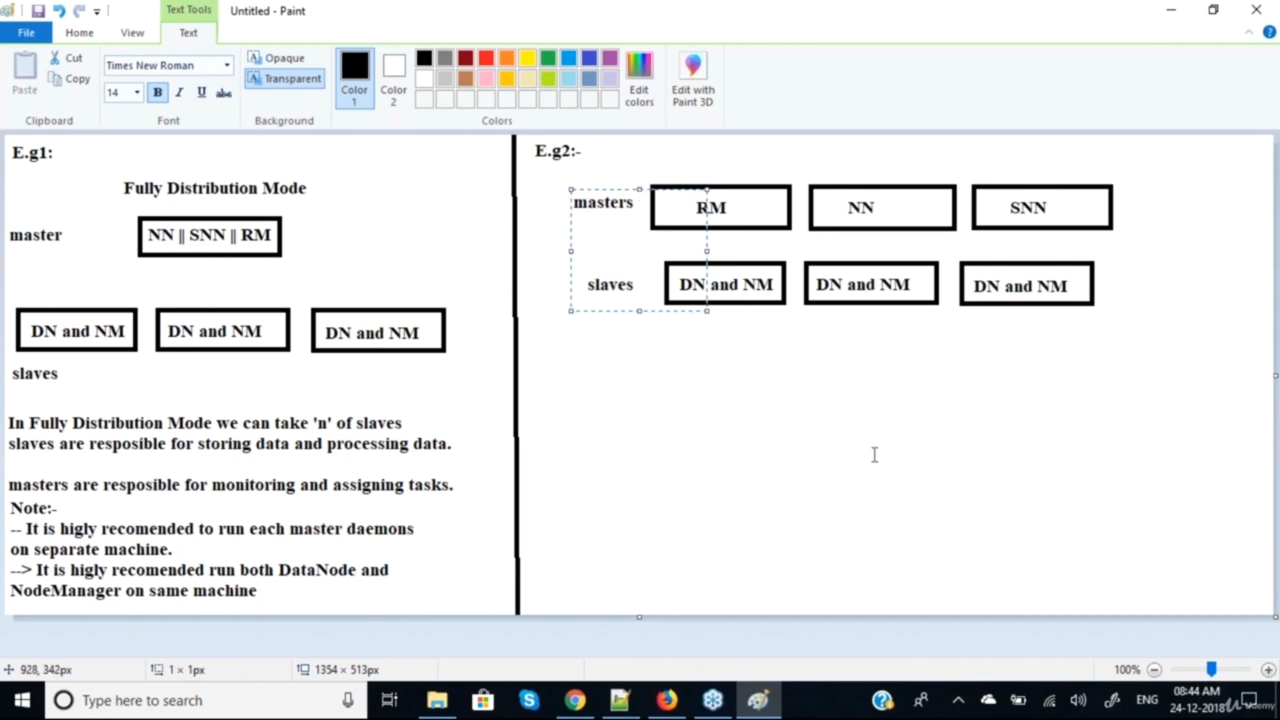 Text Tools
Untitled - Paint
File
Home
View
Text
Paste
Cut
Copy
Clipboard
Times New Roman
14
B
I
U
abc
Font
Opaque
Transparent
Background
Color
1
Color
2
Edit
colors
Edit with
Paint 3D
Colors
E.g1:
Fully Distribution Mode
master
NN || SNN || RM
DN and NM
DN and NM
DN and NM
slaves
In Fully Distribution Mode we can take 'n' of slaves
slaves are resposible for storing data and processing data.
masters are resposible for monitoring and assigning tasks.
Note:-
-- It is higly recomended to run each master daemons
on separate machine.
--> It is higly recomended run both DataNode and
NodeManager on same machine
E.g2:-
masters
RM
NN
SNN
slaves
DN and NM
DN and NM
DN and NM
928, 342px
1 × 1px
1354 × 513px
100%
Type here to search
ENG
08:44 AM
24-12-2018
Udemy